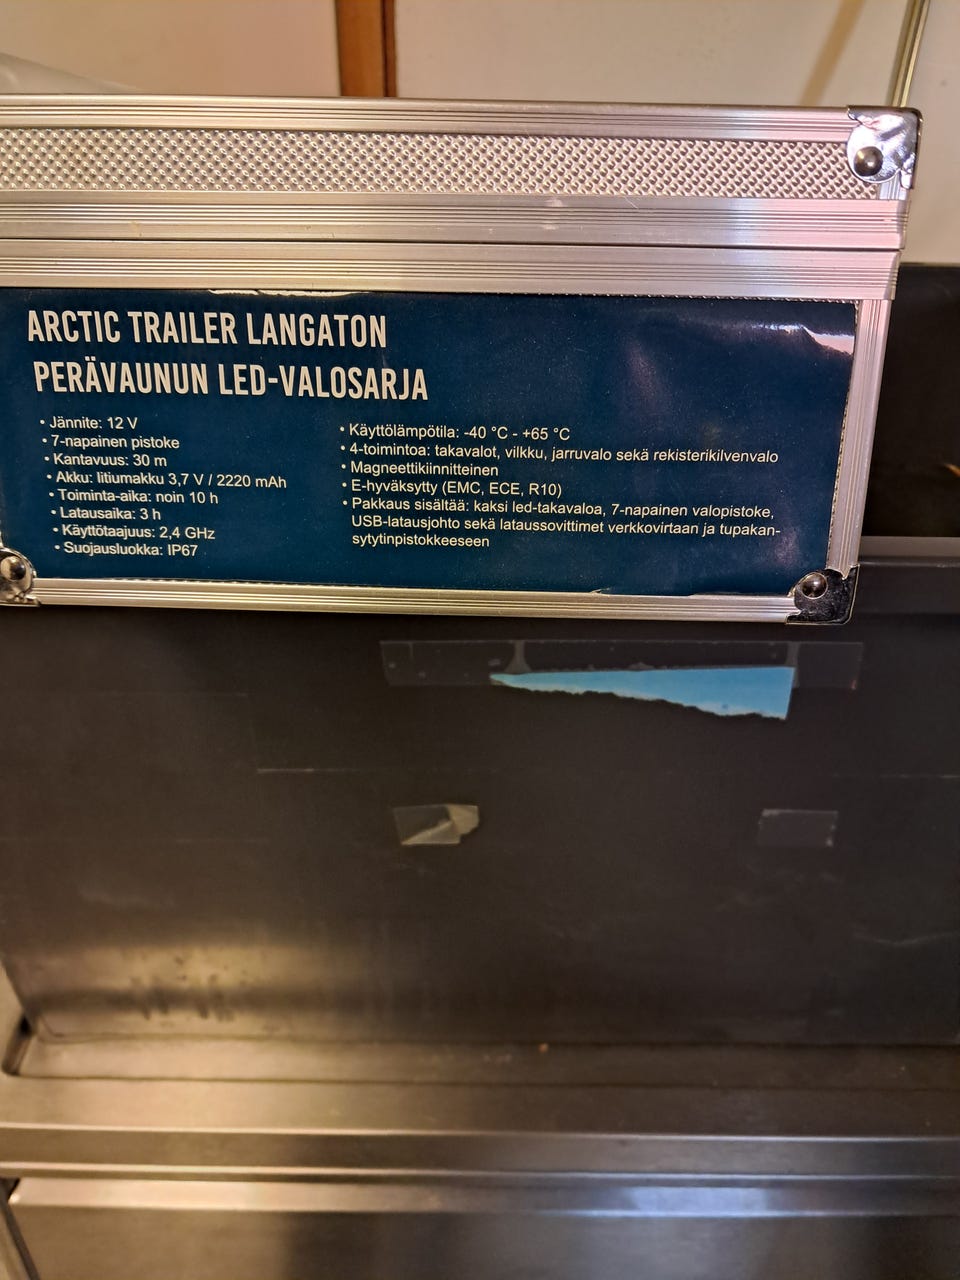 ARCTIC TRAILER LANGATON
PERÄVAUNUN LED-VALOSARJA
• Jännite: 12 V
• 7-napainen pistoke
• Kantavuus: 30 m
• Akku: litiumakku 3,7 V / 2220 mAh
• Toiminta-aika: noin 10 h
• Latausaika: 3 h
• Käyttötaajuus: 2,4 GHz
• Suojausluokka: IP67
• Käyttölämpötila: -40 °C - +65 °C
• 4-toimintoa: takavalot, vilkku, jarruvalo sekä rekisterikilvenvalo
• Magneettikiinnitteinen
• E-hyväksytty (EMC, ECE, R10)
• Pakkaus sisältää: kaksi led-takavaloa, 7-napainen valopistoke,
USB-latausjohto sekä lataussovittimet verkkovirtaan ja tupakan-
sytytinpistokkeeseen